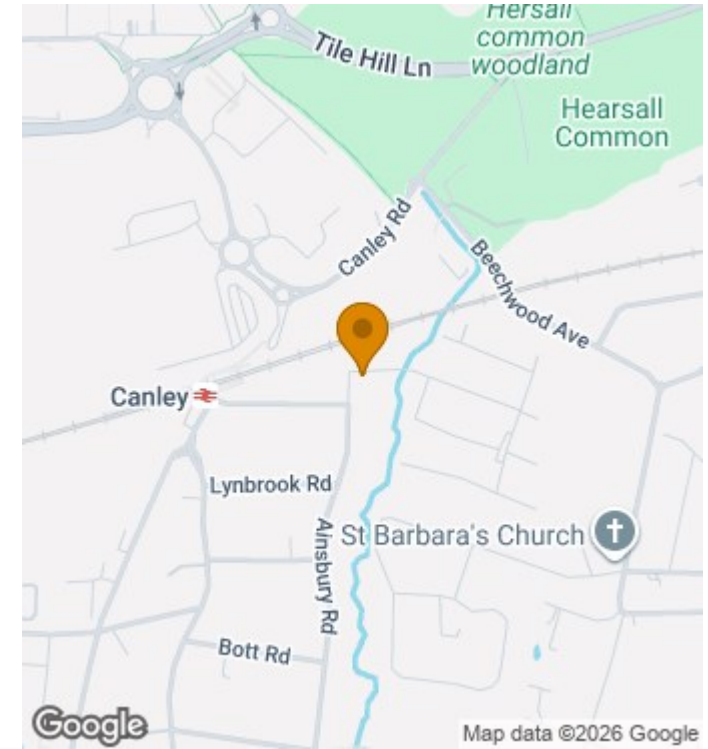 Hersall
common
woodland
Tile Hill Ln
Hearsall
Common
Canley Rd
Beechwood Ave
Canley
Lynbrook Rd
Ainsbury Rd
St Barbara's Church
Bott Rd
Google
Map data ©2026 Google